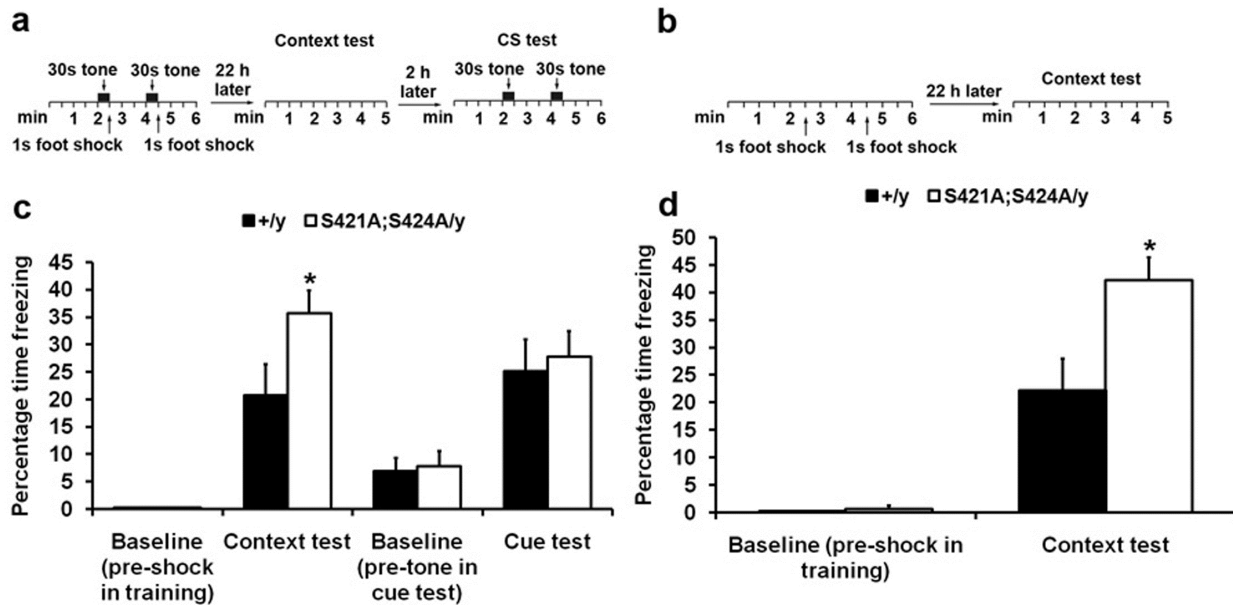 a
Context test
CS test
30s tone 30s tone
22 h
later
2 h
later
30s tone 30s tone
min 1 2 3 4 5 6
min 1 2 3 4 5 6
min 1 2 3 4 5 6
1s foot shock 1s foot shock
b
Context test
22 h later
min 1 2 3 4 5 6
min 1 2 3 4 5
1s foot shock 1s foot shock
c
+/y S421A;S424A/y
Percentage time freezing
45
40
35
30
25
20
15
10
5
0
*
Baseline
(pre-shock
in training)
Context test
Baseline
(pre-tone in
cue test)
Cue test
d
+/y S421A;S424A/y
Percentage time freezing
50
45
40
35
30
25
20
15
10
5
0
*
Baseline (pre-shock in
training)
Context test